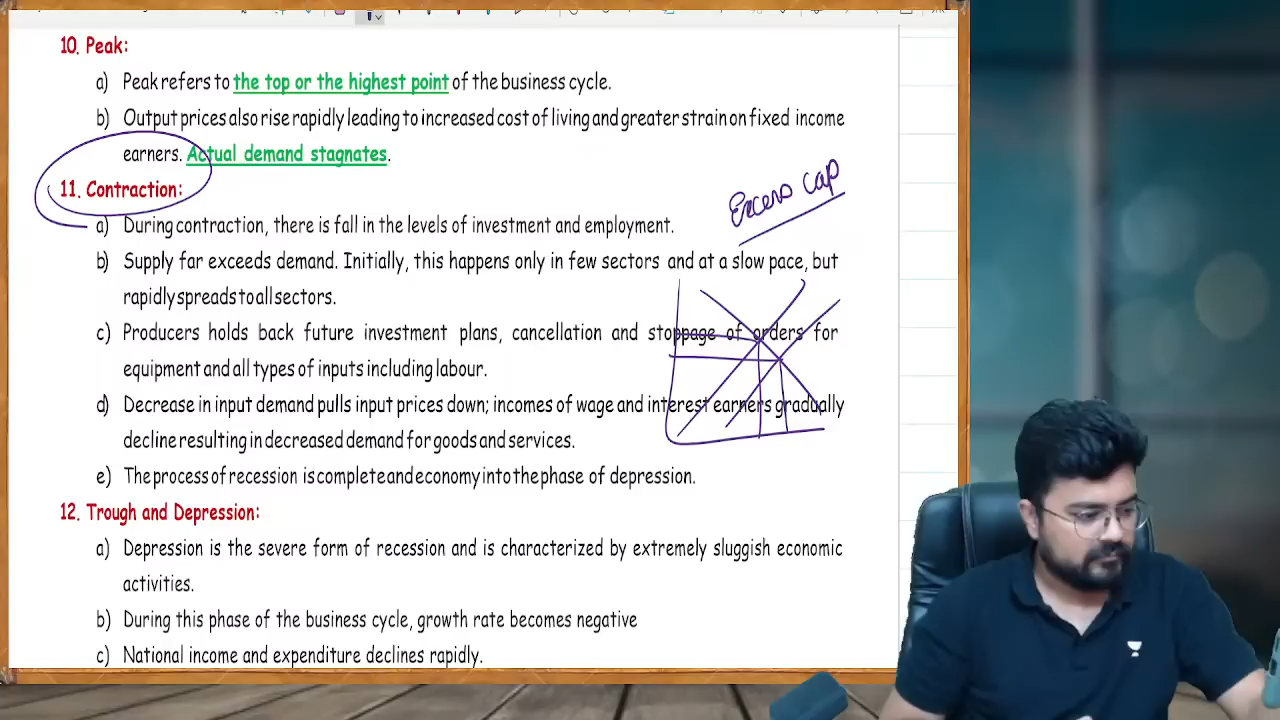 10. Peak:
a) Peak refers to the top or the highest point of the business cycle.
b) Output prices also rise rapidly leading to increased cost of living and greater strain on fixed income
earners. Actual demand stagnates.
11. Contraction:
Excess cap
a) During contraction, there is fall in the levels of investment and employment.
b) Supply far exceeds demand. Initially, this happens only in few sectors and at a slow pace, but
rapidly spreads to all sectors.
c) Producers holds back future investment plans, cancellation and stoppage of orders for
equipment and all types of inputs including labour.
d) Decrease in input demand pulls input prices down; incomes of wage and interest earners gradually
decline resulting in decreased demand for goods and services.
e) The process of recession is complete and economy into the phase of depression.
12. Trough and Depression:
a) Depression is the severe form of recession and is characterized by extremely sluggish economic
activities.
b) During this phase of the business cycle, growth rate becomes negative
c) National income and expenditure declines rapidly.